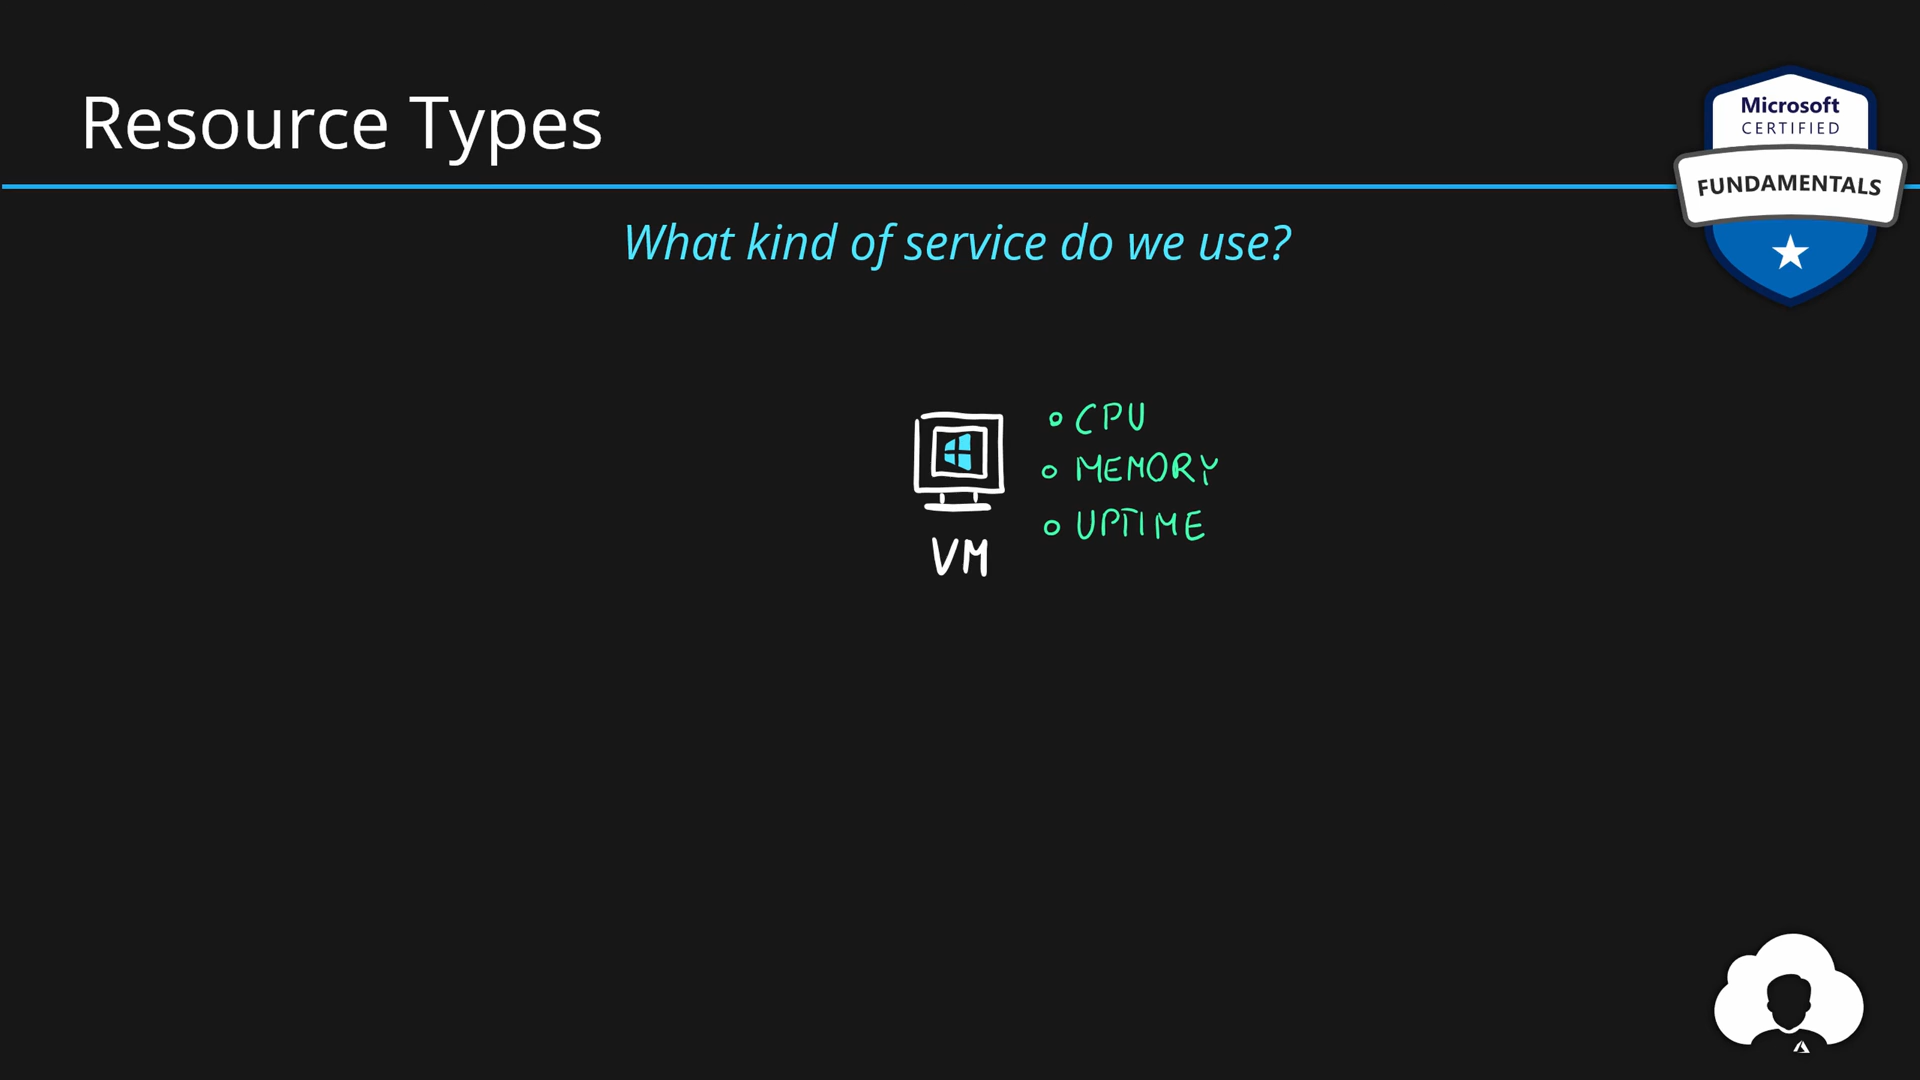 Resource Types
Microsoft
CERTIFIED
FUNDAMENTALS
What kind of service do we use?
CPU
MEMORY
UPTIME
VM